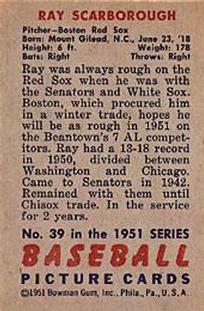 RAY SCARBOROUGH
Pitcher-Boston Red Sox
Born: Mount Gilead, N.C., June 23, '18
Height: 6 ft. Weight: 178
Bats: Right Throws: Right
Ray was always rough on the
Red Sox when he was with
the Senators and White Sox.
Boston, which procured him
in a winter trade, hopes he
will be as rough in 1951 on
the Beantown's 7 AL compet-
itors. Ray had a 13-18 record
in 1950, divided between
Washington and Chicago.
Came to Senators in 1942.
Remained with them until
Chisox trade. In the service
for 2 years.
No. 39 in the 1951 SERIES
BASEBALL
PICTURE CARDS
©1951 Bowman Gum, Inc., Phila., Pa., U. S. A.